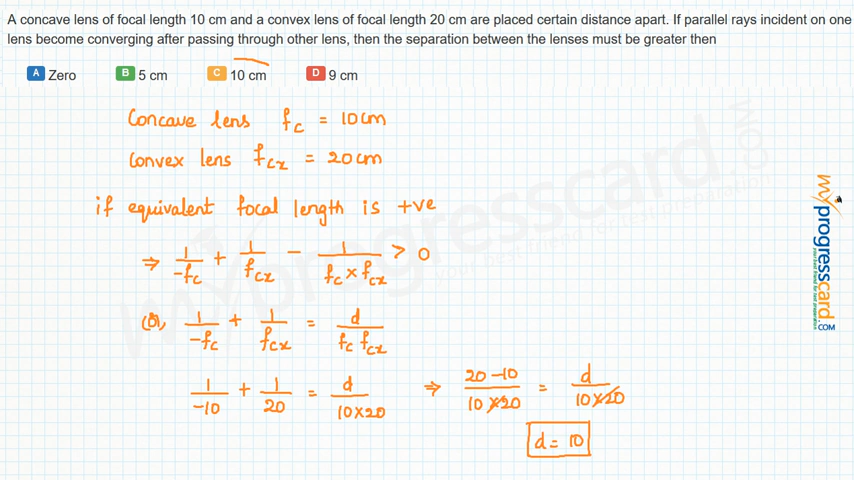 A concave lens of focal length 10 cm and a convex lens of focal length 20 cm are placed certain distance apart. If parallel rays incident on one
lens become converging after passing through other lens, then the separation between the lenses must be greater then
A Zero B 5 cm C 10 cm D 9 cm
Concave lens f_c = 10cm
Convex lens f_cx = 20cm
if equivalent focal length is +ve
⇒ 1/-f_c + 1/f_cx - 1/(f_c × f_cx) > 0
(or), 1/-f_c + 1/f_cx = d/(f_c f_cx)
1/-10 + 1/20 = d/(10×20) ⇒ (20-10)/(10×20) = d/(10×20)
d = 10
myprogresscard.COM
myprogresscard.com